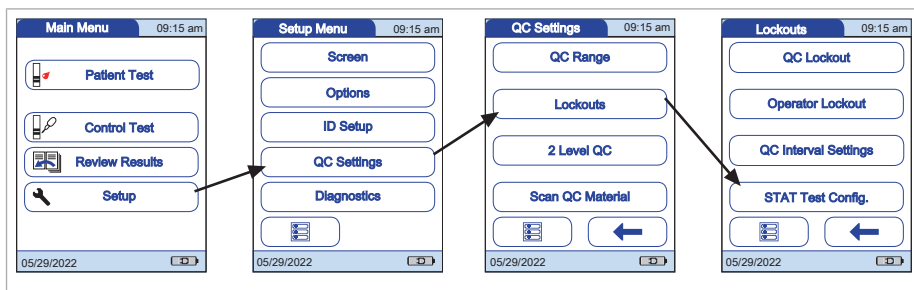 Main Menu 09:15 am
Patient Test
Control Test
Review Results
Setup
05/29/2022
Setup Menu 09:15 am
Screen
Options
ID Setup
QC Settings
Diagnostics
05/29/2022
QC Settings 09:15 am
QC Range
Lockouts
2 Level QC
Scan QC Material
05/29/2022
Lockouts 09:15 am
QC Lockout
Operator Lockout
QC Interval Settings
STAT Test Config.
05/29/2022